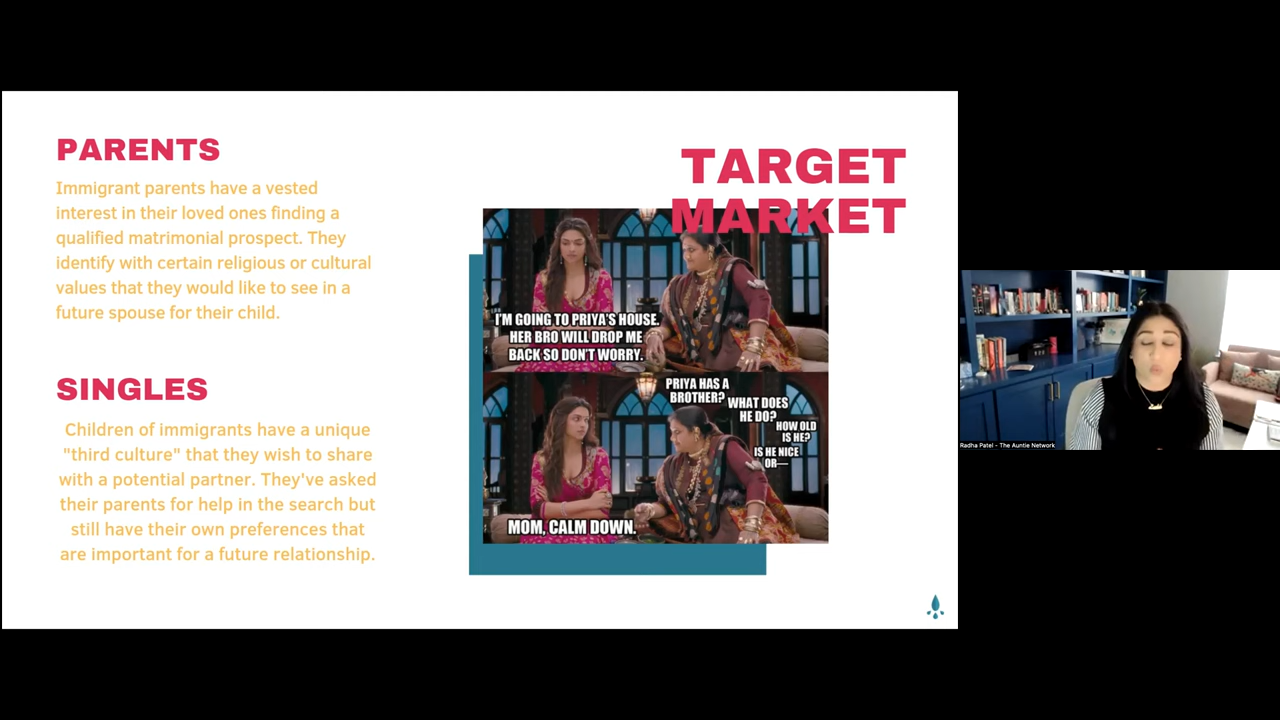 PARENTS
Immigrant parents have a vested
interest in their loved ones finding a
qualified matrimonial prospect. They
identify with certain religious or cultural
values that they would like to see in a
future spouse for their child.
SINGLES
Children of immigrants have a unique
"third culture" that they wish to share
with a potential partner. They've asked
their parents for help in the search but
still have their own preferences that
are important for a future relationship.
TARGET
MARKET
I'M GOING TO PRIYA'S HOUSE.
HER BRO WILL DROP ME
BACK SO DON'T WORRY.
PRIYA HAS A
BROTHER?
WHAT DOES
HE DO?
HOW OLD
IS HE?
IS HE NICE
OR—
MOM, CALM DOWN.
Radha Patel - The Auntie Network